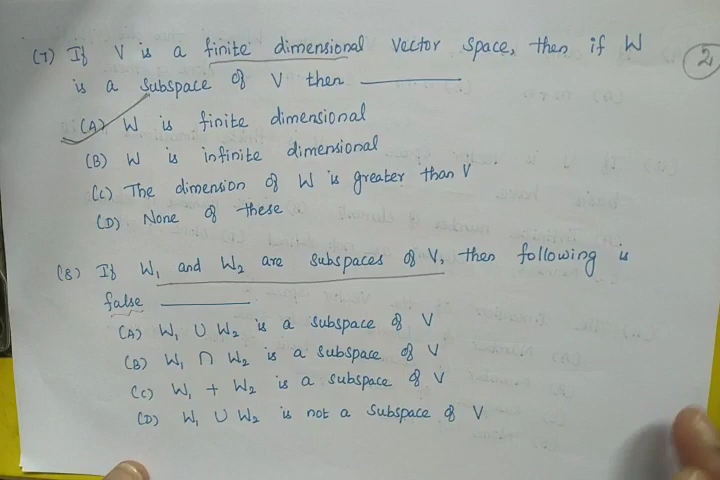 (7) If V is a finite dimensional vector space, then if W
2
is a subspace of V then ________
(A) W is finite dimensional
(B) W is infinite dimensional
(C) The dimension of W is greater than V
(D) None of these
(8) If W₁ and W₂ are subspaces of V, then following is
false ________
(A) W₁ ∪ W₂ is a subspace of V
(B) W₁ ∩ W₂ is a subspace of V
(C) W₁ + W₂ is a subspace of V
(D) W₁ ∪ W₂ is not a subspace of V